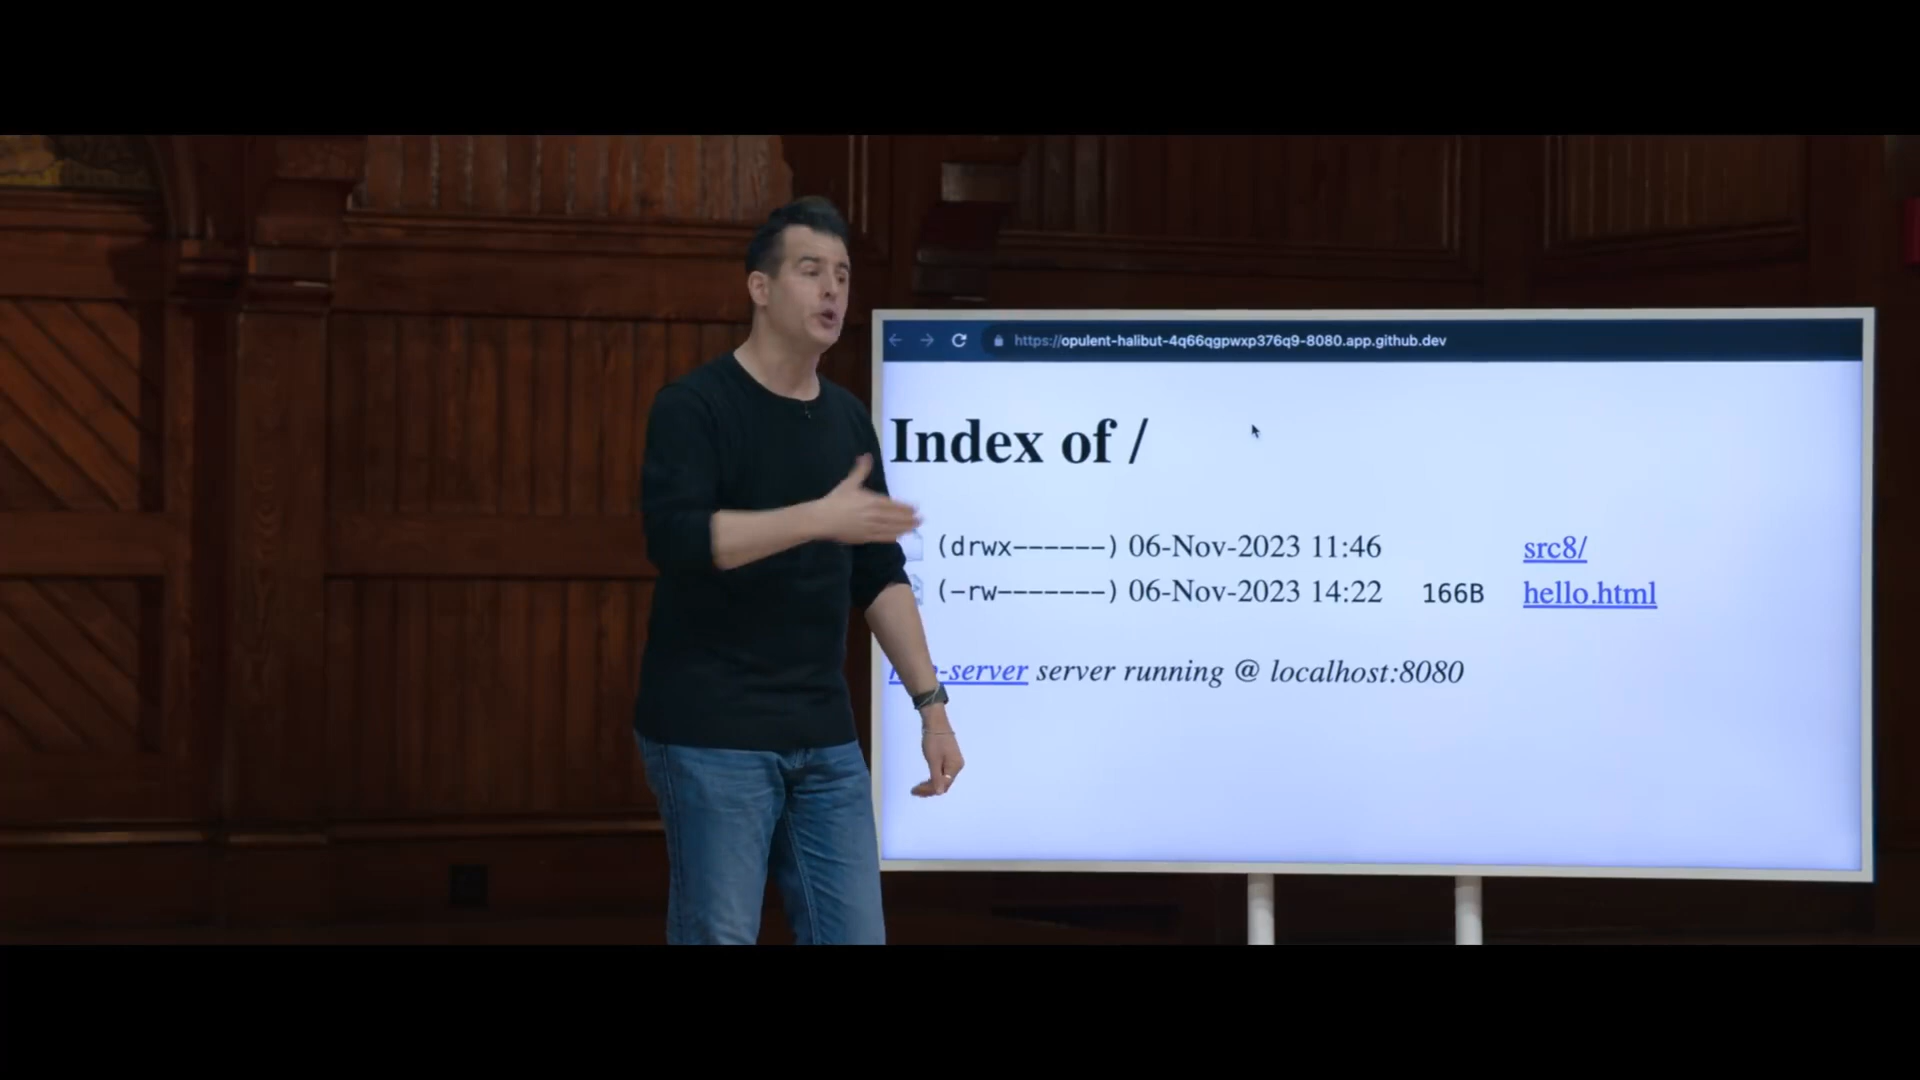 https://opulent-halibut-4q66qgpwxp376q9-8080.app.github.dev
Index of /
(drwx------) 06-Nov-2023 11:46 src8/
(-rw-------) 06-Nov-2023 14:22 166B hello.html
server running @ localhost:8080